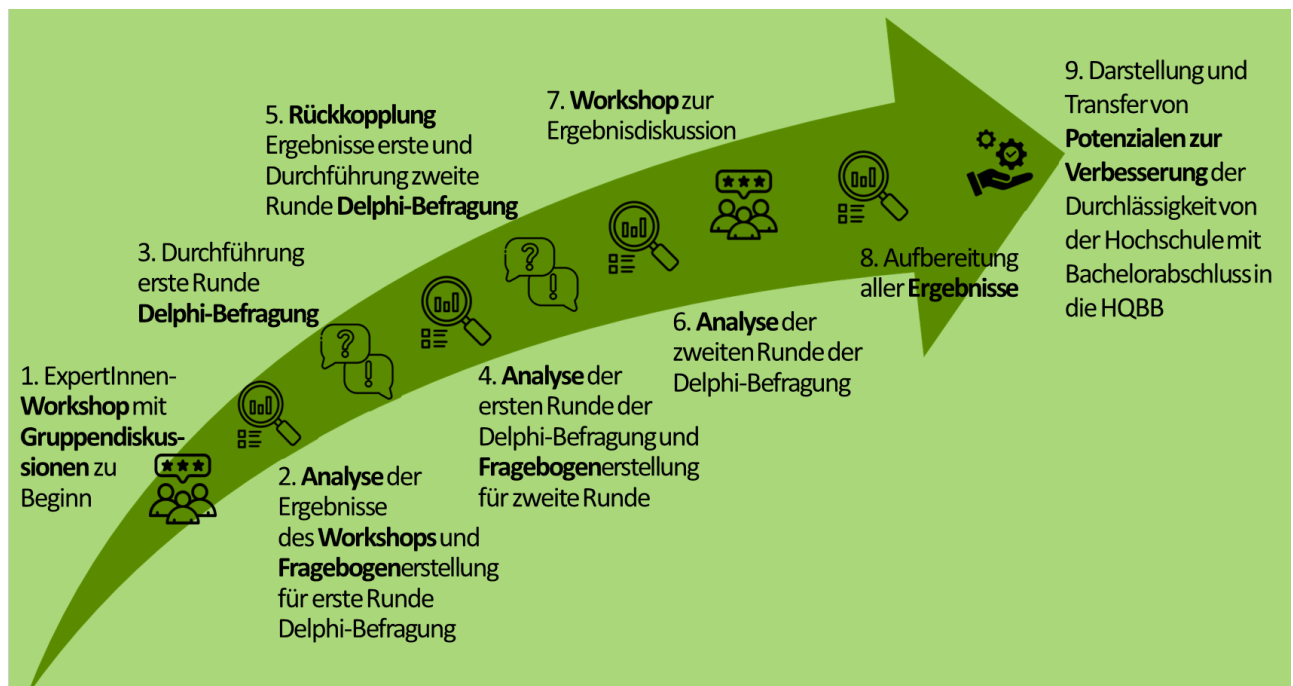 1. ExpertInnen-
Workshop mit
Gruppendiskus-
sionen zu
Beginn
2. Analyse der
Ergebnisse
des Workshops und
Fragebogenerstellung
für erste Runde
Delphi-Befragung
3. Durchführung
erste Runde
Delphi-Befragung
4. Analyse der
ersten Runde der
Delphi-Befragung und
Fragebogenerstellung
für zweite Runde
5. Rückkopplung
Ergebnisse erste und
Durchführung zweite
Runde Delphi-Befragung
6. Analyse der
zweiten Runde der
Delphi-Befragung
7. Workshop zur
Ergebnisdiskussion
8. Aufbereitung
aller Ergebnisse
9. Darstellung und
Transfer von
Potenzialen zur
Verbesserung der
Durchlässigkeit von
der Hochschule mit
Bachelorabschluss in
die HQBB